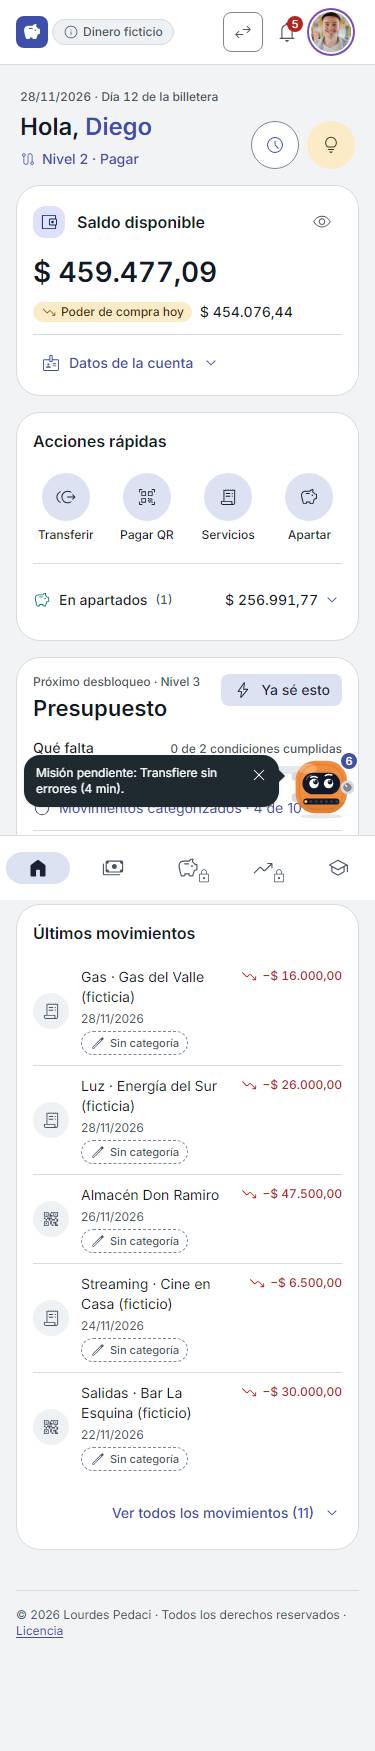 Dinero ficticio
5
28/11/2026 · Día 12 de la billetera
Hola, Diego
Nivel 2 · Pagar
Saldo disponible
$ 459.477,09
Poder de compra hoy $ 454.076,44
Datos de la cuenta
Acciones rápidas
Transferir Pagar QR Servicios Apartar
En apartados (1) $ 256.991,77
Próximo desbloqueo · Nivel 3
Presupuesto
Ya sé esto
Qué falta 0 de 2 condiciones cumplidas
Misión pendiente: Transfiere sin
errores (4 min).
6
Movimientos categorizados · 4 de 10
Últimos movimientos
Gas · Gas del Valle
(ficticia)
−$ 16.000,00
28/11/2026
Sin categoría
Luz · Energía del Sur
(ficticia)
−$ 26.000,00
28/11/2026
Sin categoría
Almacén Don Ramiro
−$ 47.500,00
26/11/2026
Sin categoría
Streaming · Cine en
Casa (ficticio)
−$ 6.500,00
24/11/2026
Sin categoría
Salidas · Bar La
Esquina (ficticio)
−$ 30.000,00
22/11/2026
Sin categoría
Ver todos los movimientos (11)
© 2026 Lourdes Pedaci · Todos los derechos reservados ·
Licencia